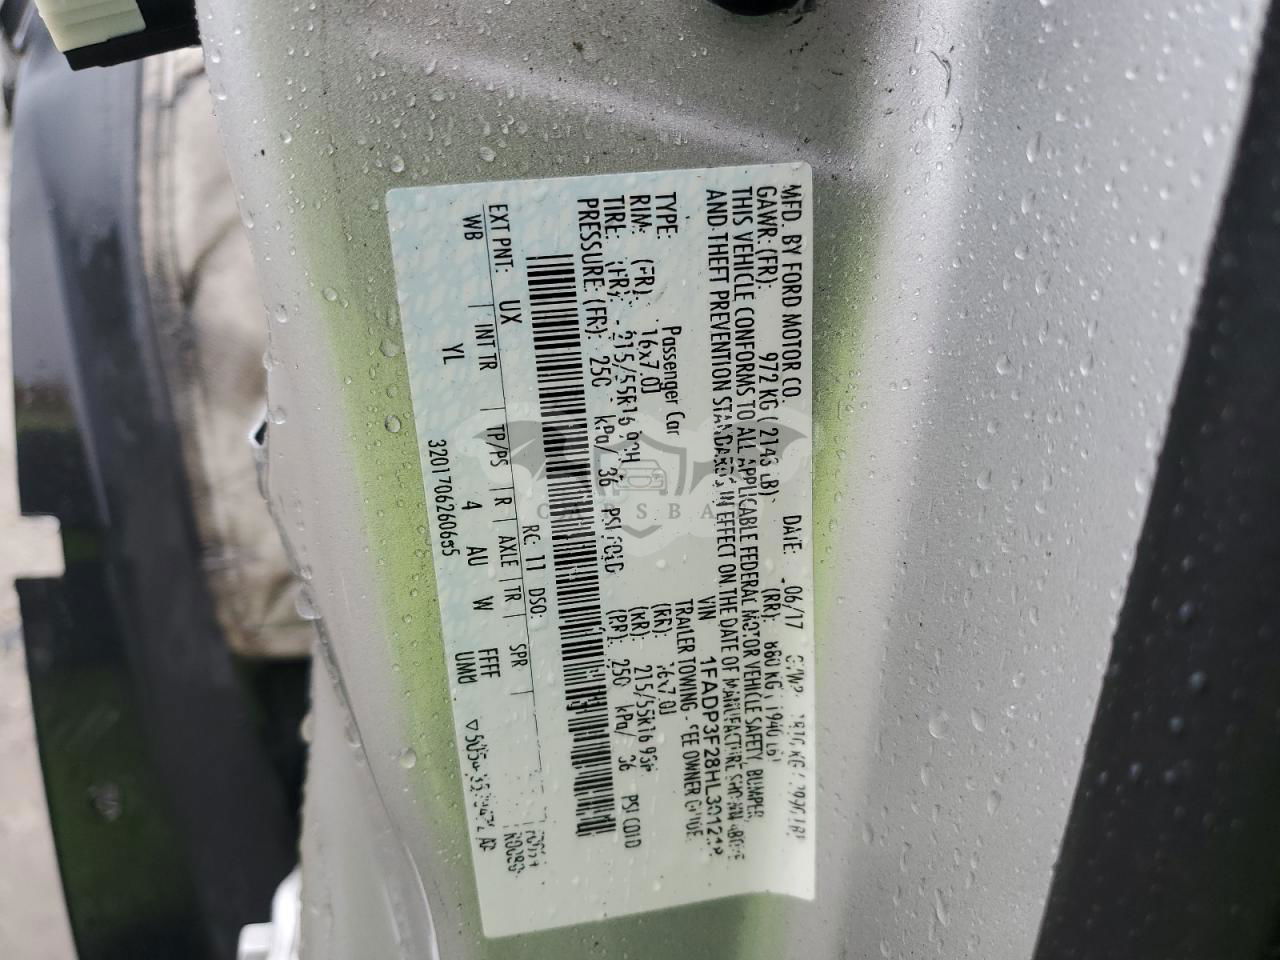 MFD. BY FORD MOTOR CO.
DATE: 06/17
GAWR: (FR): 972 KG (2143 LB)
(RR): 880 KG (1940 LB)
THIS VEHICLE CONFORMS TO ALL APPLICABLE FEDERAL MOTOR VEHICLE SAFETY, BUMPER,
AND THEFT PREVENTION STANDARDS IN EFFECT ON THE DATE OF MANUFACTURE SHOWN ABOVE
VIN 1FADP3F28HL
TYPE: Passenger Car
TRAILER TOWING - SEE OWNER GUIDE
RIM: (FR): 16x7.0J (RR): 16x7.0J
TIRE: (FR): 215/55R16 (RR): 215/55R16
PRESSURE: (FR): 250 kPa/ 36 PSI COLD (RR): 250 kPa/ 36 PSI COLD
RC: 11 DSO:
EXT PNT: UX
INT TR TP/PS R AXLE TR SPR
WB YL 4 AU W FFFF
UMU
CARSBA